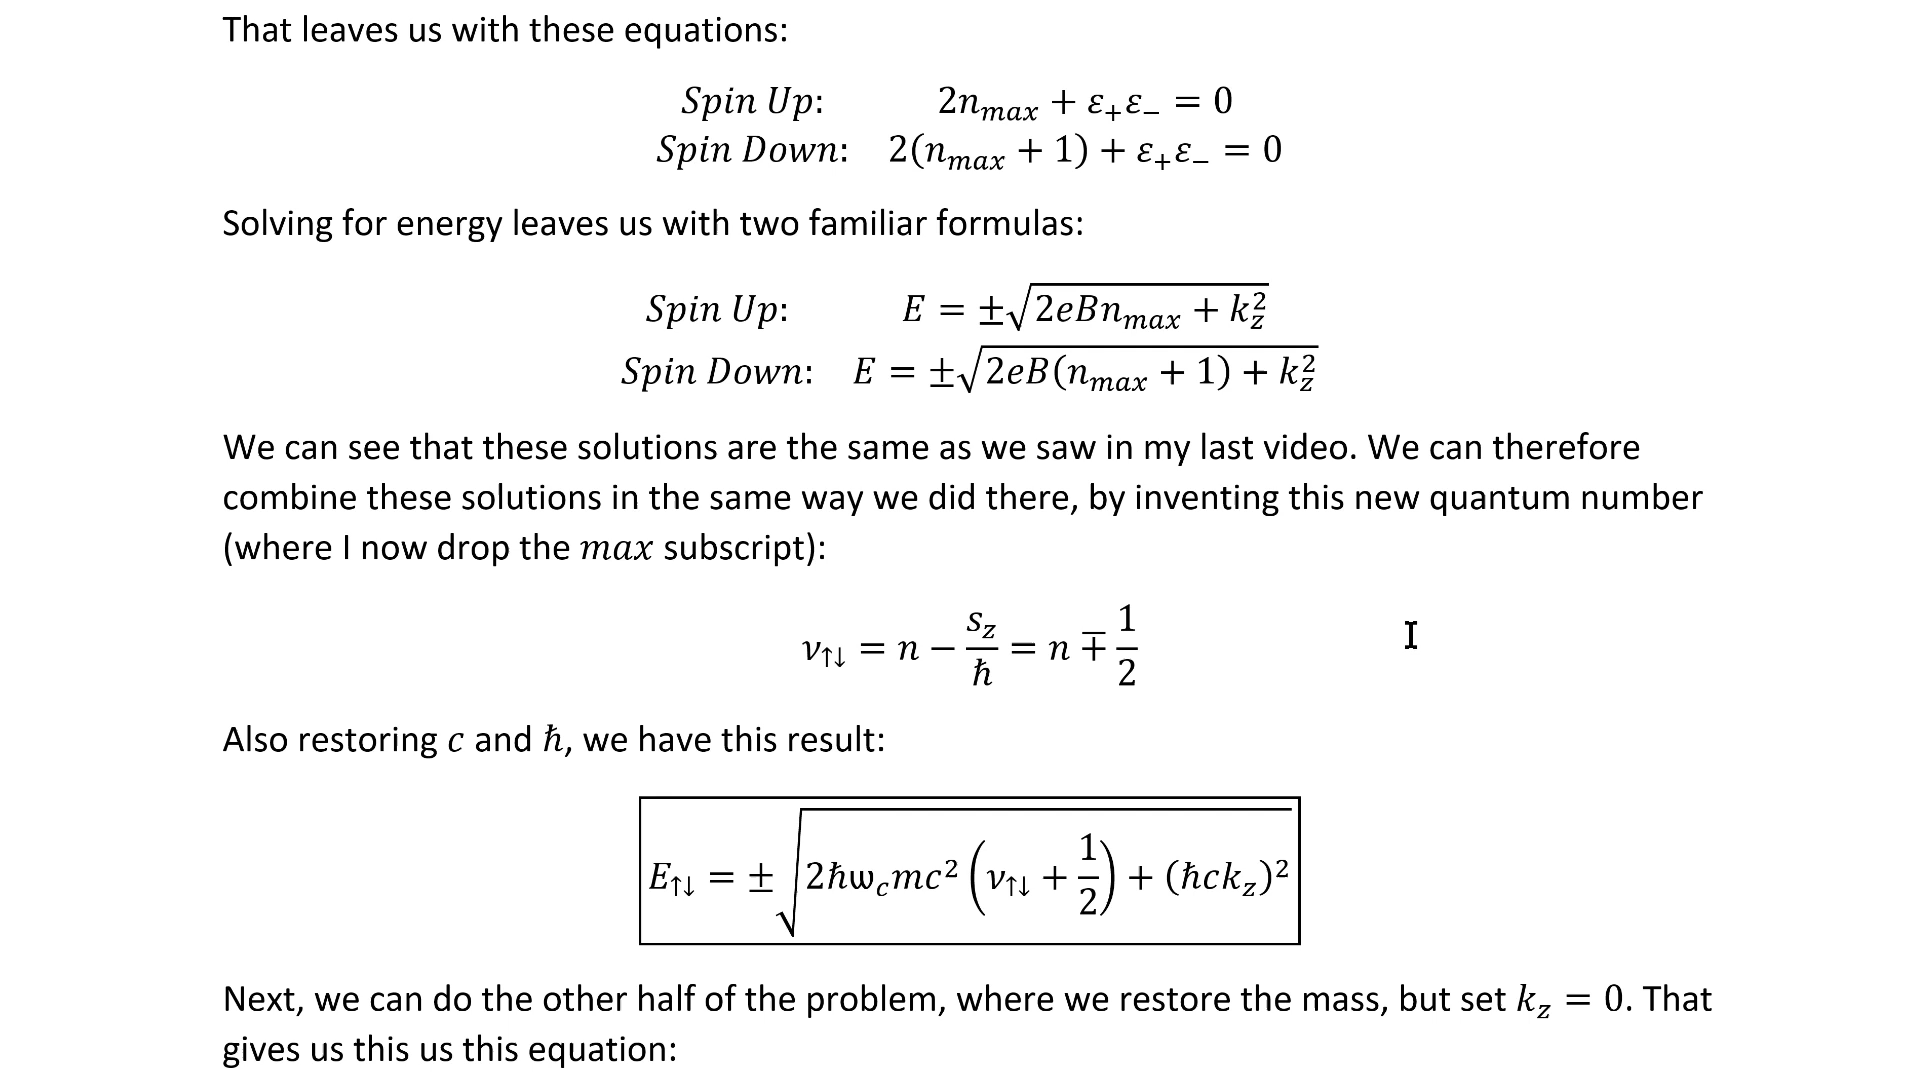 That leaves us with these equations:
Spin Up: 2n_max + ε₊ε₋ = 0
Spin Down: 2(n_max + 1) + ε₊ε₋ = 0
Solving for energy leaves us with two familiar formulas:
Spin Up: E = ±√(2eBn_max + k_z²)
Spin Down: E = ±√(2eB(n_max + 1) + k_z²)
We can see that these solutions are the same as we saw in my last video. We can therefore
combine these solutions in the same way we did there, by inventing this new quantum number
(where I now drop the max subscript):
ν↑↓ = n − s_z/ħ = n ∓ 1/2
Also restoring c and ħ, we have this result:
E↑↓ = ±√(2ħω_c mc² (ν↑↓ + 1/2) + (ħck_z)²)
Next, we can do the other half of the problem, where we restore the mass, but set k_z = 0. That
gives us this us this equation: